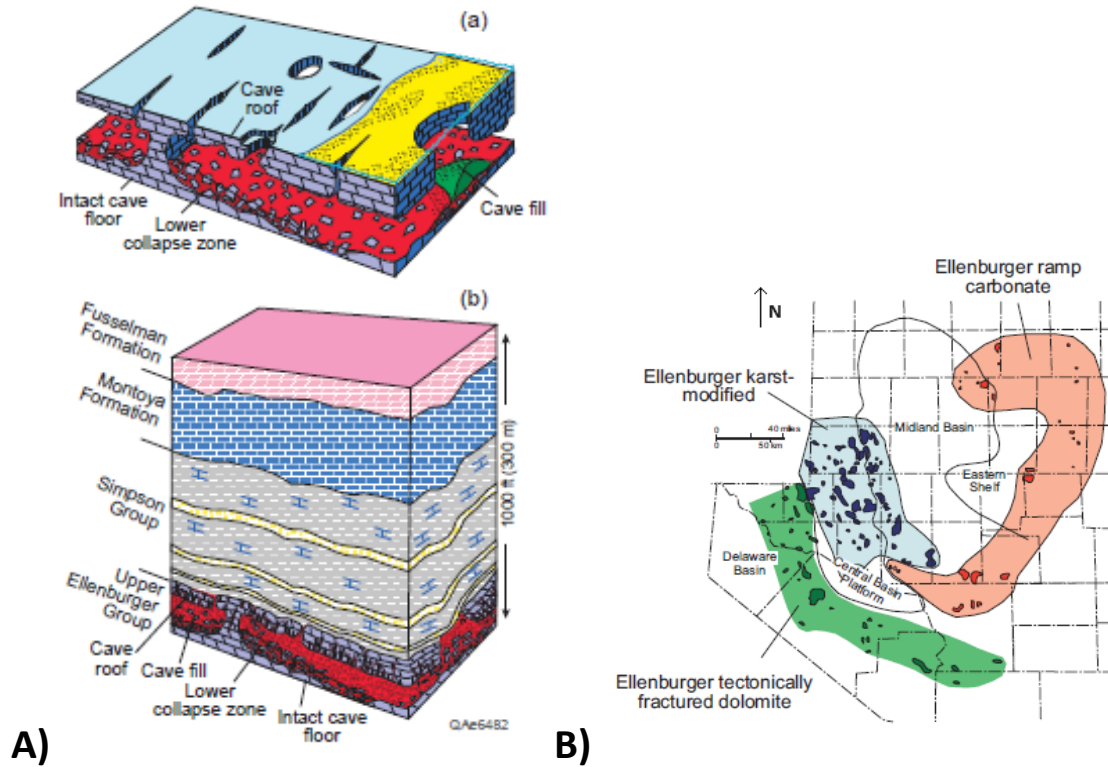 (a)
Cave
roof
Intact cave
floor
Lower
collapse zone
Cave fill
(b)
Fusselman
Formation
Montoya
Formation
Simpson
Group
Upper
Ellenburger
Group
Cave
roof
Cave fill
Lower
collapse zone
Intact cave
floor
1000 ft (300 m)
QAe6482
A)
Ellenburger ramp
carbonate
N
Ellenburger karst-
modified
0 40 miles
0 50 km
Midland Basin
Eastern
Shelf
Delaware
Basin
Central Basin
Platform
Ellenburger tectonically
fractured dolomite
B)